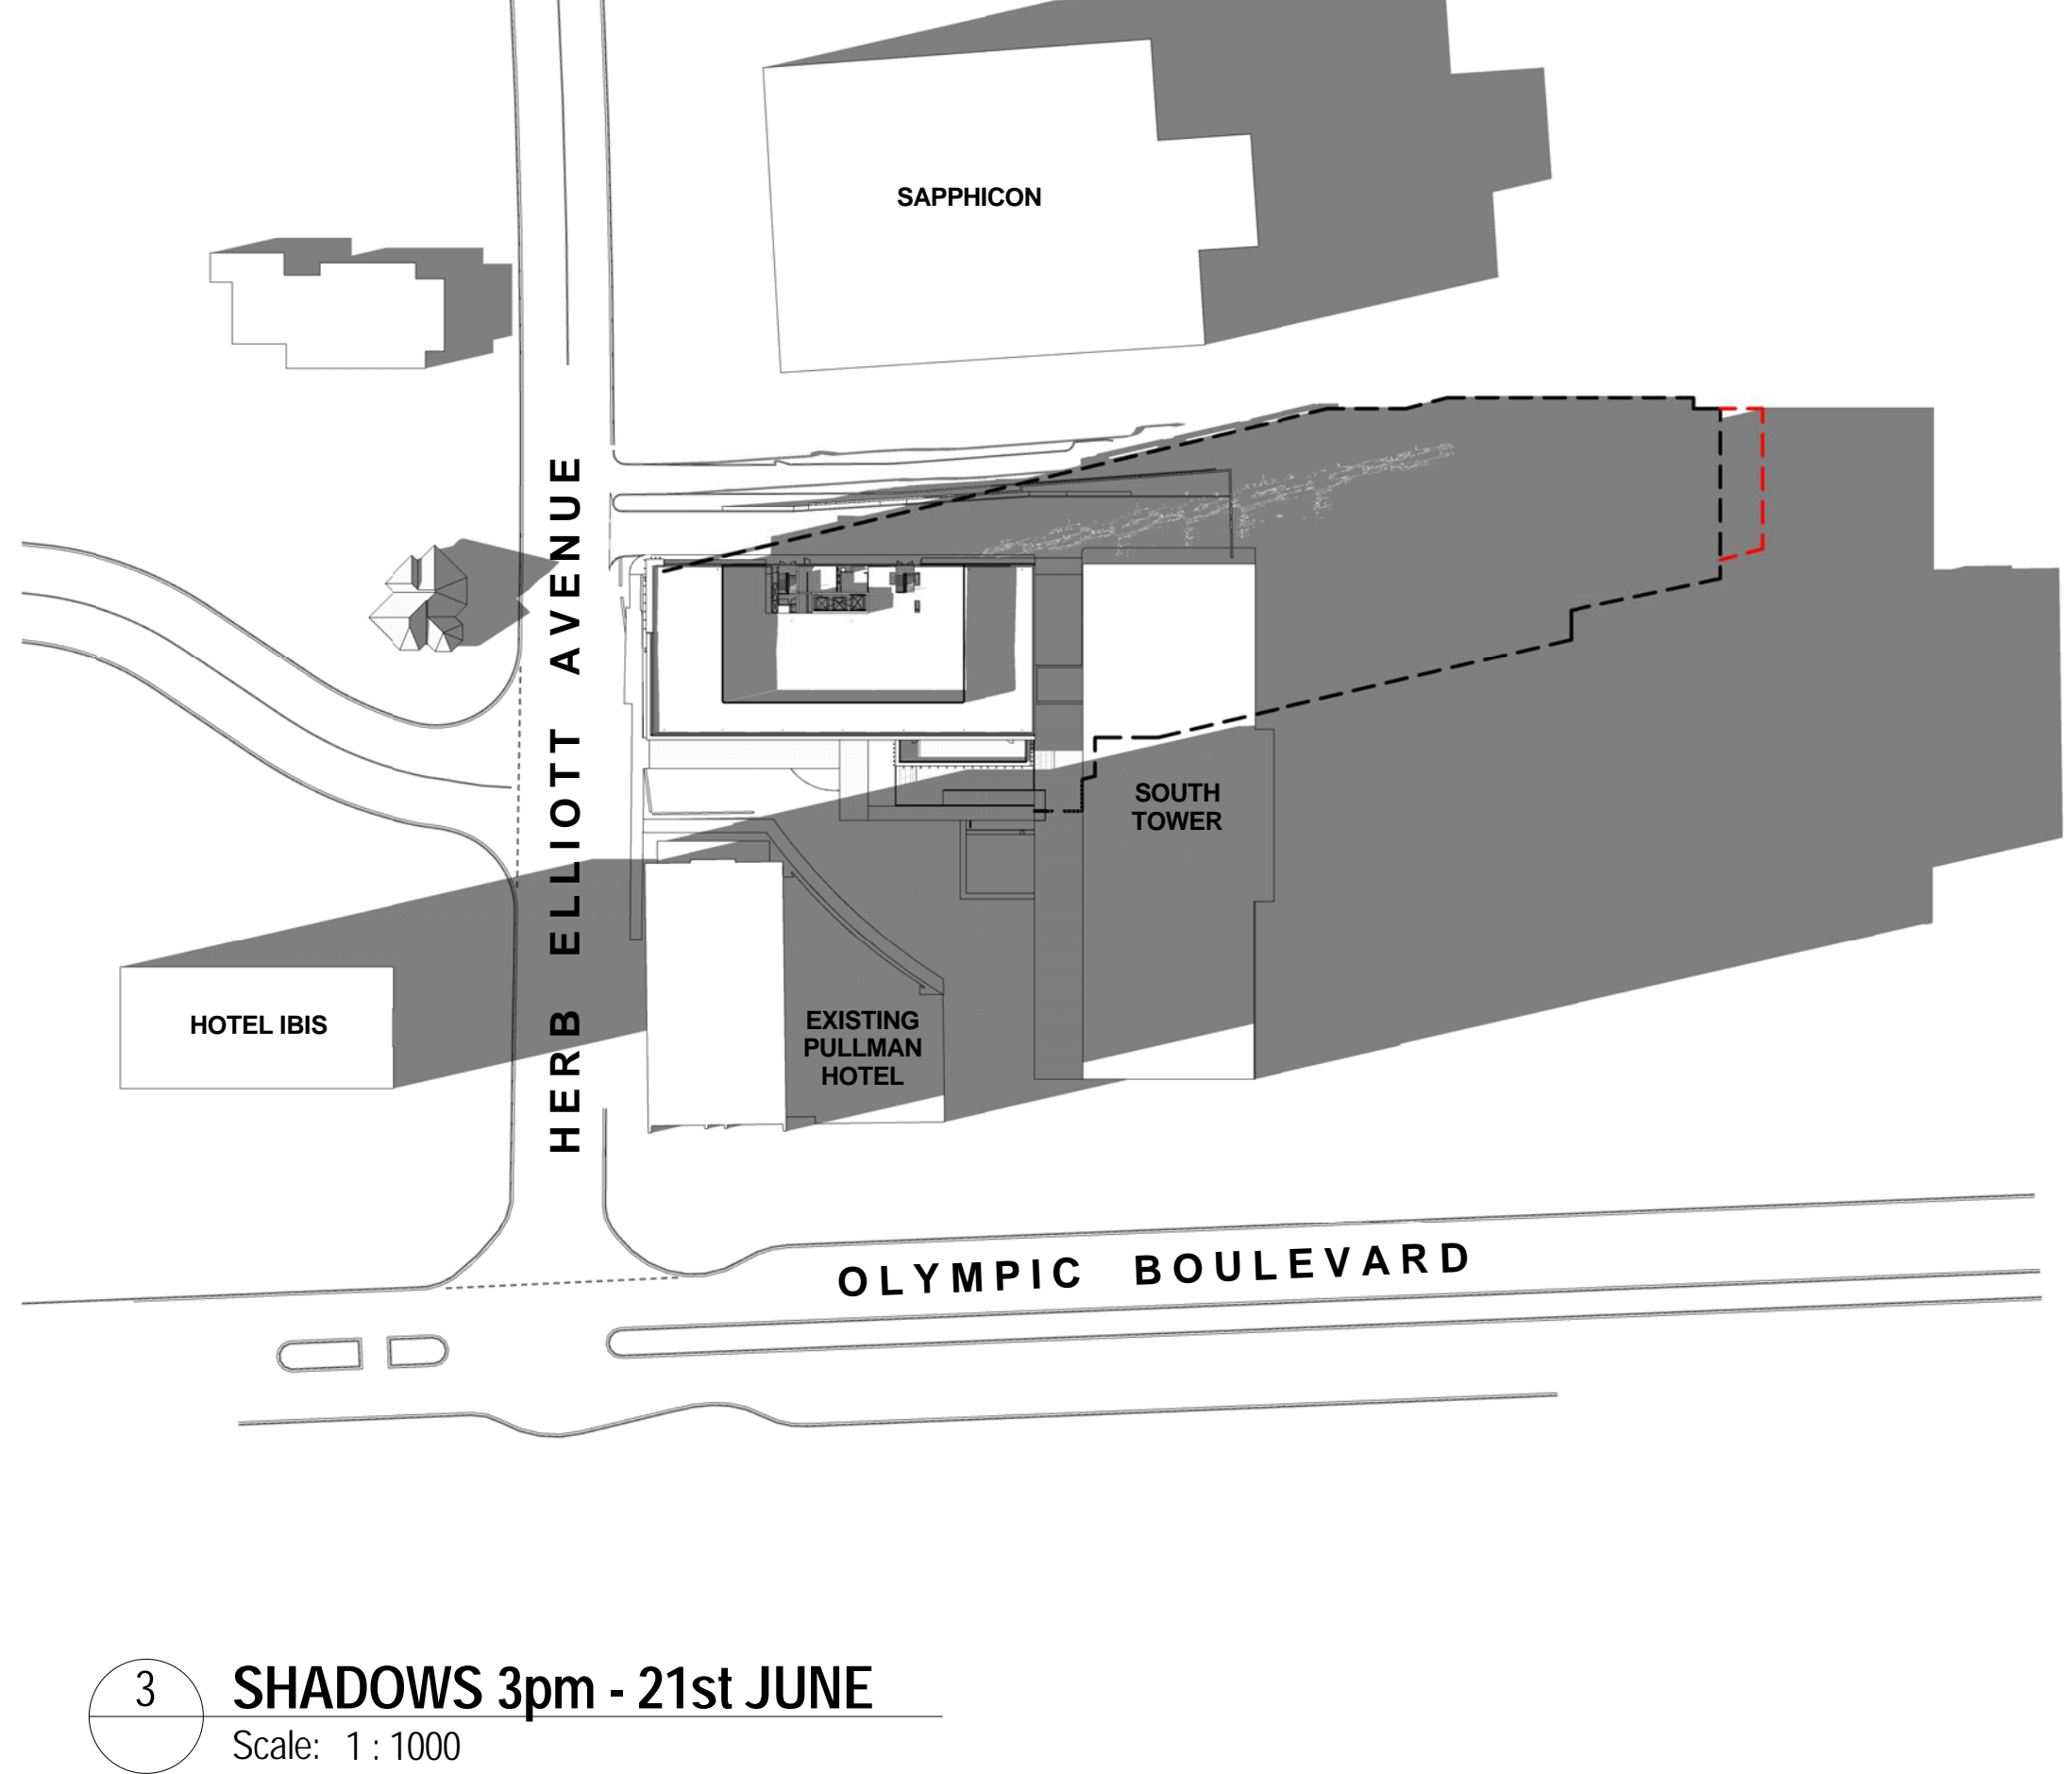 SAPPHICON
HERB ELLIOTT AVENUE
SOUTH
TOWER
HOTEL IBIS
EXISTING
PULLMAN
HOTEL
OLYMPIC BOULEVARD
3
SHADOWS 3pm - 21st JUNE
Scale: 1 : 1000